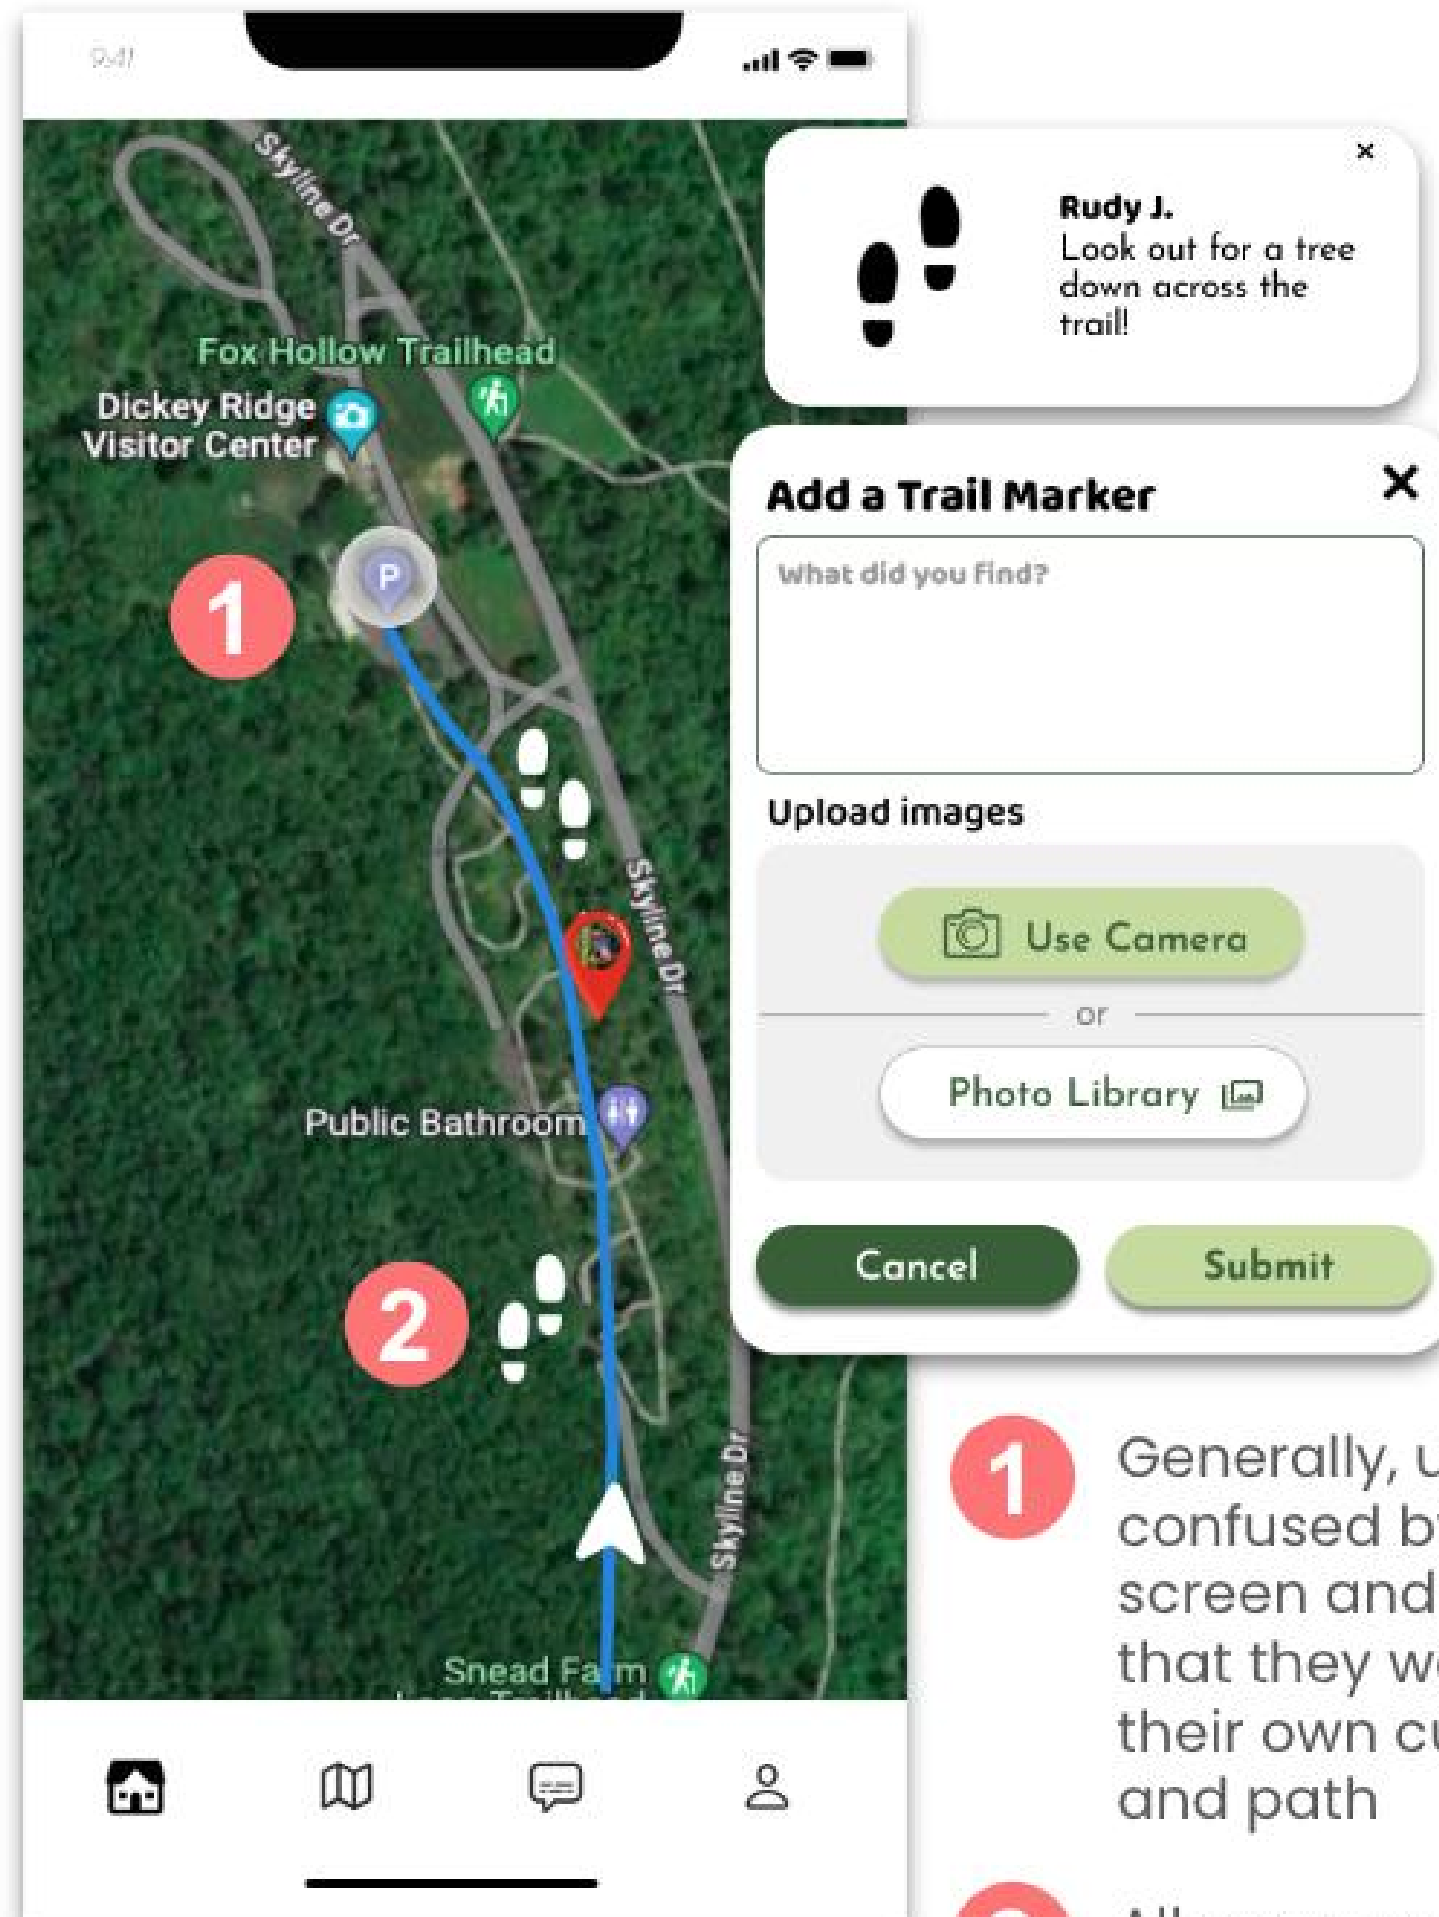 9:41
Skyline Dr
Rudy J.
Look out for a tree
down across the
trail!
Fox Hollow Trailhead
Dickey Ridge
Visitor Center
Add a Trail Marker
What did you find?
P
1
Upload images
Skyline Dr
Use Camera
or
Photo Library
Public Bathroom
Cancel
Submit
2
Skyline Dr
1
Generally, u
confused by
screen and
that they w
their own cu
and path
Snead Farm